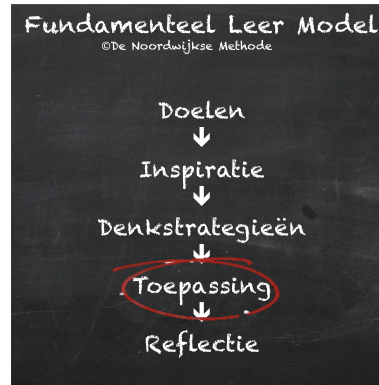 Fundamenteel Leer Model
©De Noordwijkse Methode
Doelen
Inspiratie
Denkstrategieën
Toepassing
Reflectie